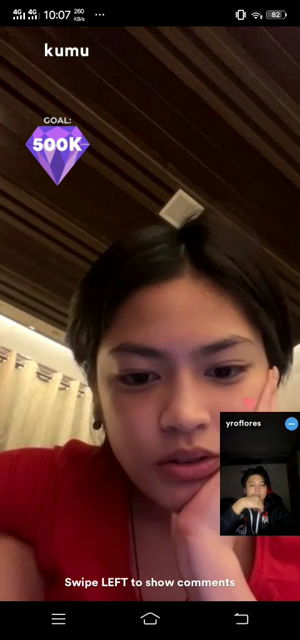 4G 4G 10:07 260 KB/s ... 82
kumu
GOAL:
500K
yroflores
Swipe LEFT to show comments